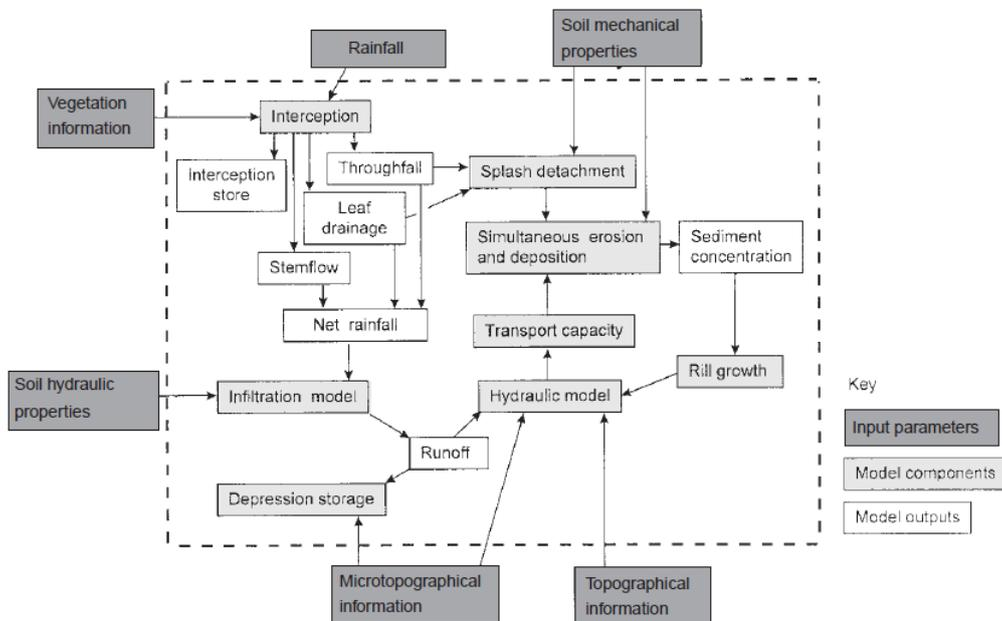 Rainfall
Soil mechanical
properties
Vegetation
information
Interception
Interception
store
Throughfall
Splash detachment
Leaf
drainage
Simultaneous erosion
and deposition
Sediment
concentration
Stemflow
Net rainfall
Transport capacity
Soil hydraulic
properties
Infiltration model
Hydraulic model
Rill growth
Runoff
Depression storage
Microtopographical
information
Topographical
information
Key
Input parameters
Model components
Model outputs